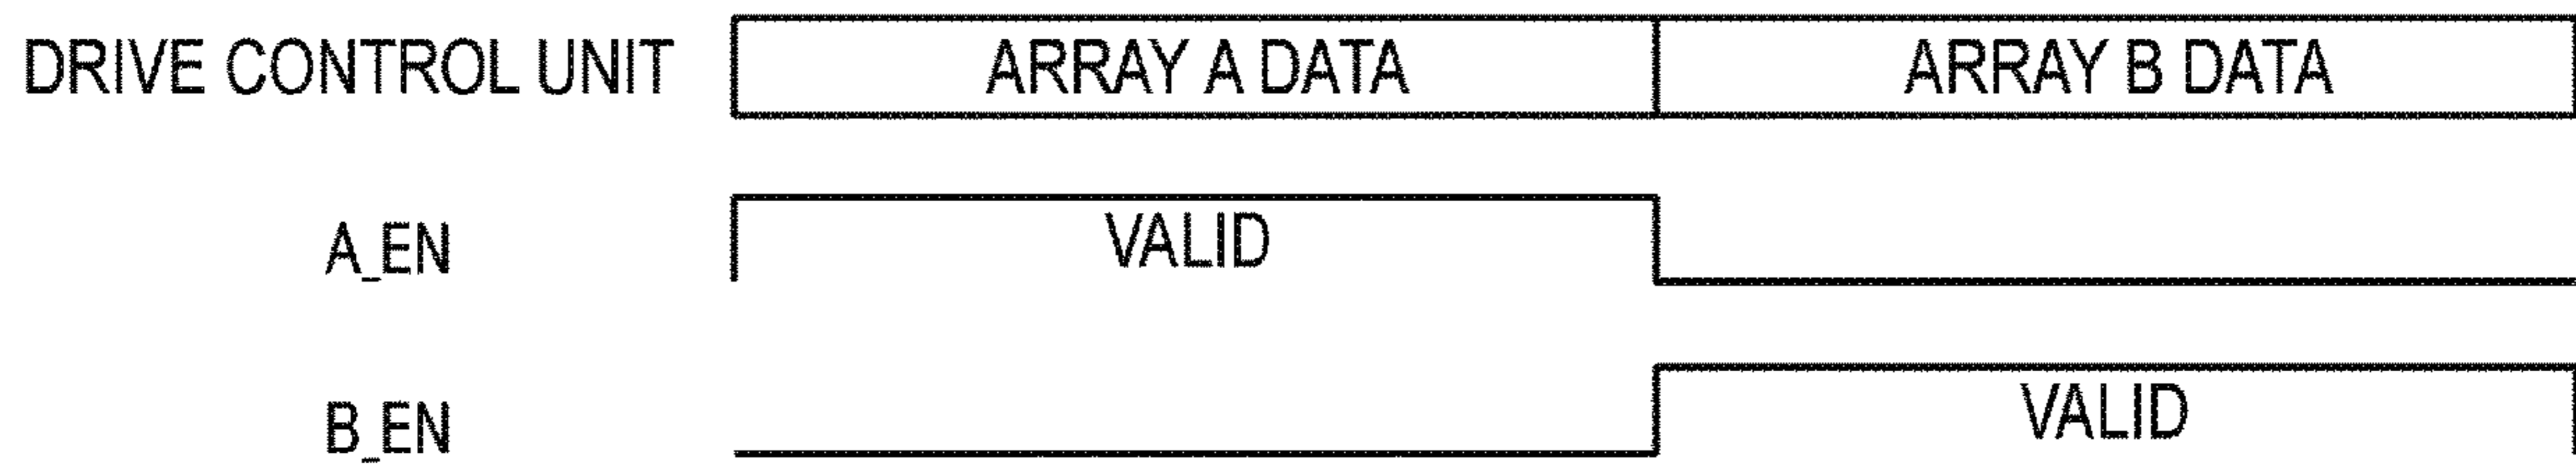 DRIVE CONTROL UNIT ARRAY A DATA ARRAY B DATA
A_EN VALID
B_EN VALID